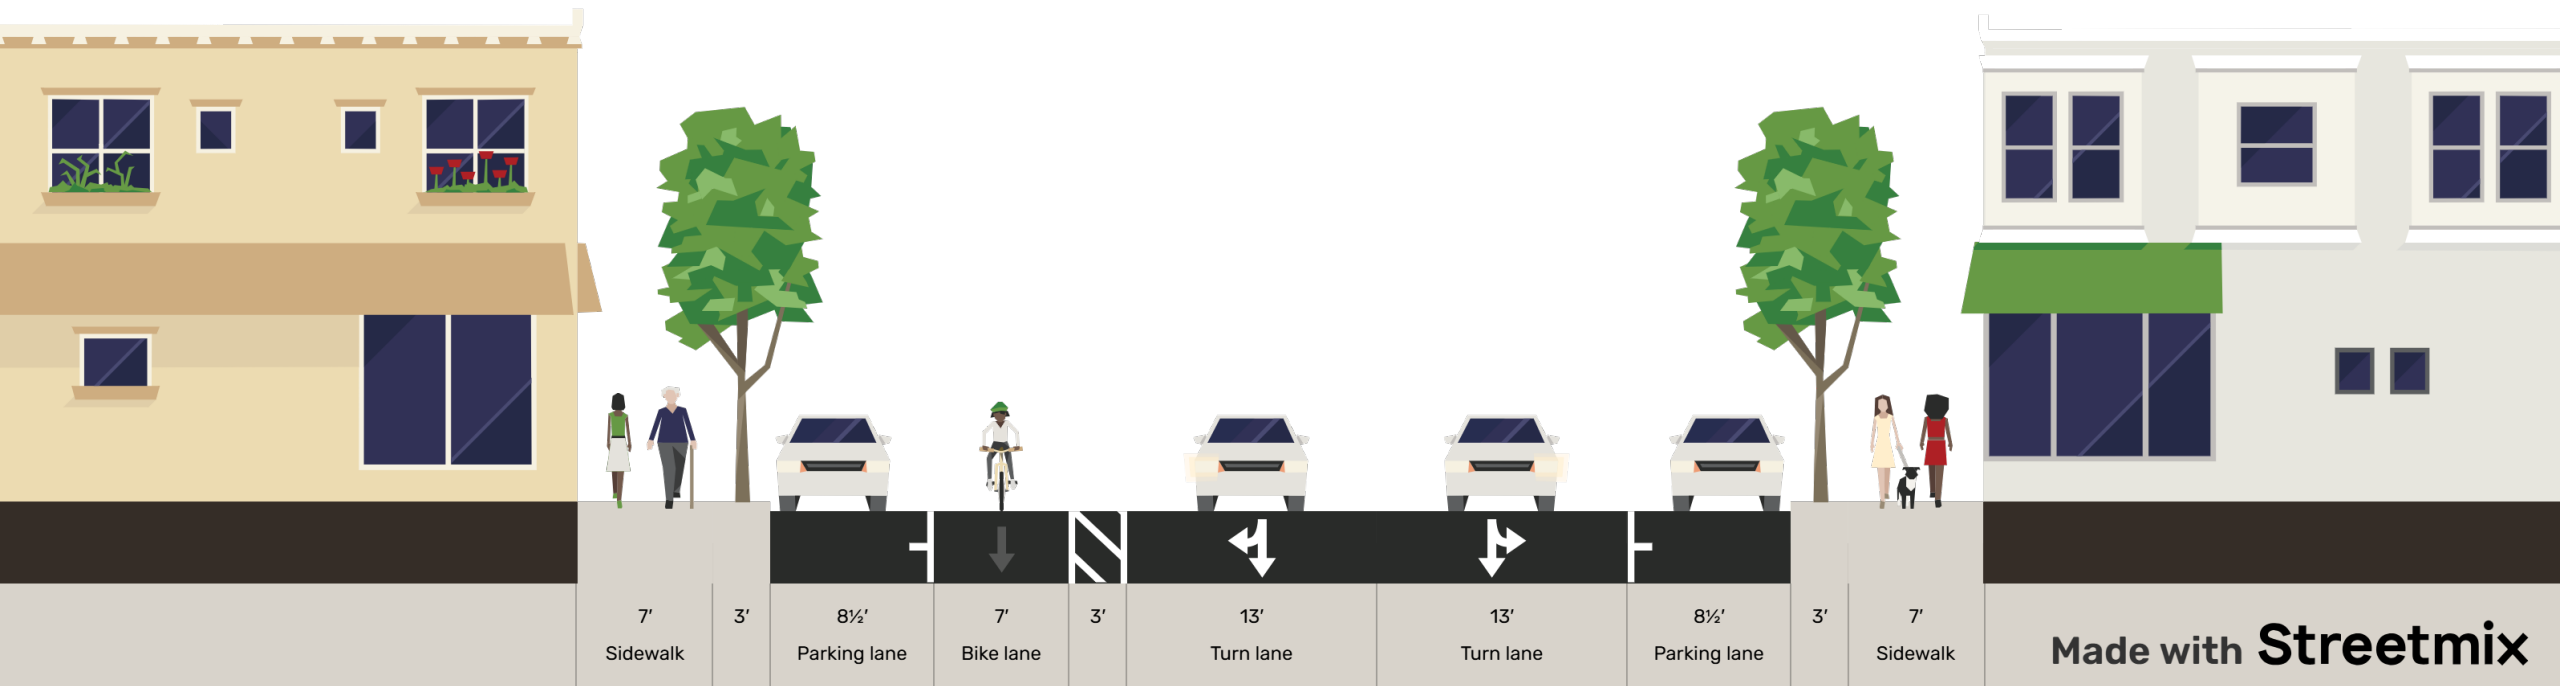 7′ 3′ 8½′ 7′ 3′ 13′ 13′ 8½′ 3′ 7′
Sidewalk Parking lane Bike lane Turn lane Turn lane Parking lane Sidewalk
Made with Streetmix